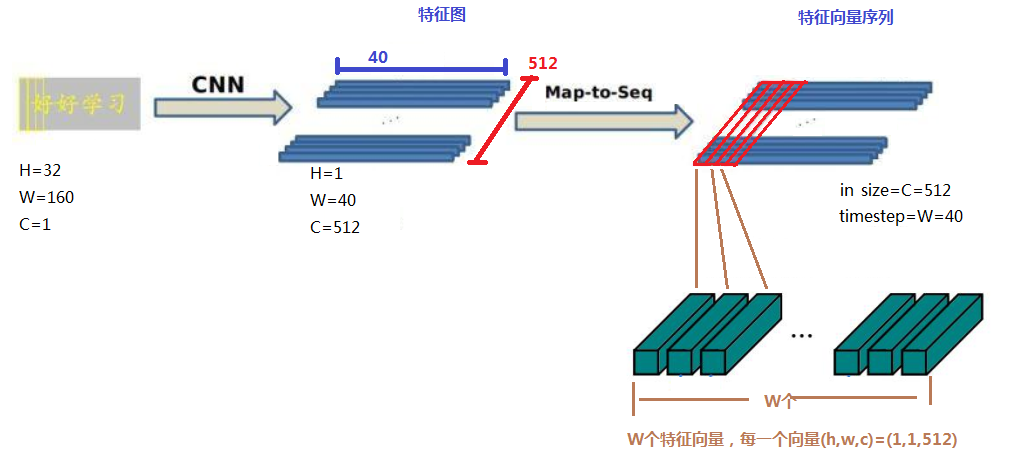 特征图
特征向量序列
40
512
CNN
Map-to-Seq
好好学习
...
...
H=32
W=160
C=1
H=1
W=40
C=512
in size=C=512
timestep=W=40
...
W个
W个特征向量，每一个向量(h,w,c)=(1,1,512)